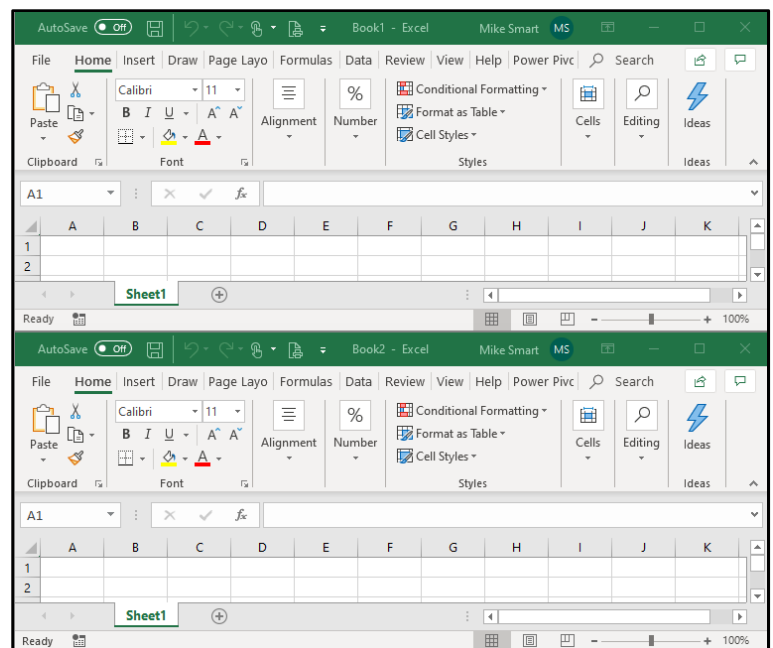 AutoSave Off Book1 - Excel Mike Smart MS
File Home Insert Draw Page Layo Formulas Data Review View Help Power Pivc Search
Calibri 11 % Conditional Formatting
Paste B I U A A A Alignment Number Format as Table Cells Editing Ideas
Cell Styles
Clipboard Font Styles Ideas
A1 fx
A B C D E F G H I J K
1
2
Sheet1
Ready 100%
AutoSave Off Book2 - Excel Mike Smart MS
File Home Insert Draw Page Layo Formulas Data Review View Help Power Pivc Search
Calibri 11 % Conditional Formatting
Paste B I U A A A Alignment Number Format as Table Cells Editing Ideas
Cell Styles
Clipboard Font Styles Ideas
A1 fx
A B C D E F G H I J K
1
2
Sheet1
Ready 100%